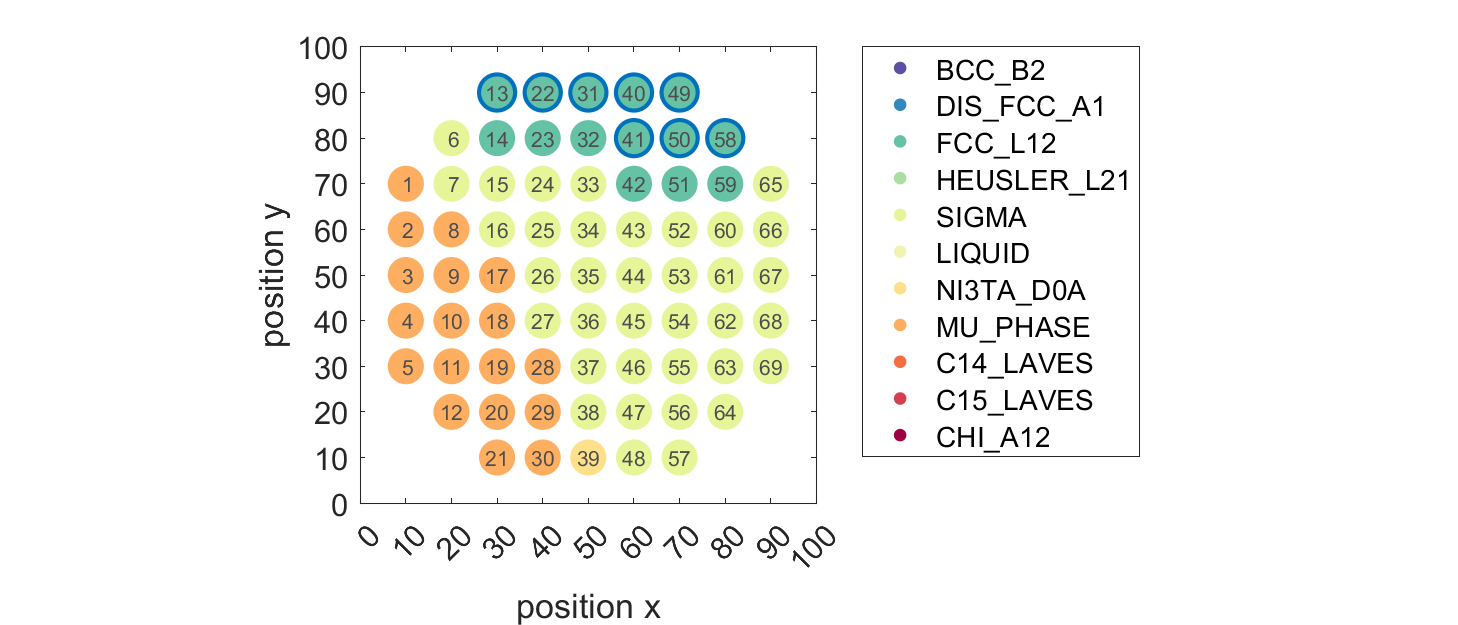 100
90
80
70
60
50
40
30
20
10
0
position y
13 22 31 40 49
6 14 23 32 41 50 58
1 7 15 24 33 42 51 59 65
2 8 16 25 34 43 52 60 66
3 9 17 26 35 44 53 61 67
4 10 18 27 36 45 54 62 68
5 11 19 28 37 46 55 63 69
12 20 29 38 47 56 64
21 30 39 48 57
0 10 20 30 40 50 60 70 80 90 100
position x
BCC_B2
DIS_FCC_A1
FCC_L12
HEUSLER_L21
SIGMA
LIQUID
NI3TA_D0A
MU_PHASE
C14_LAVES
C15_LAVES
CHI_A12